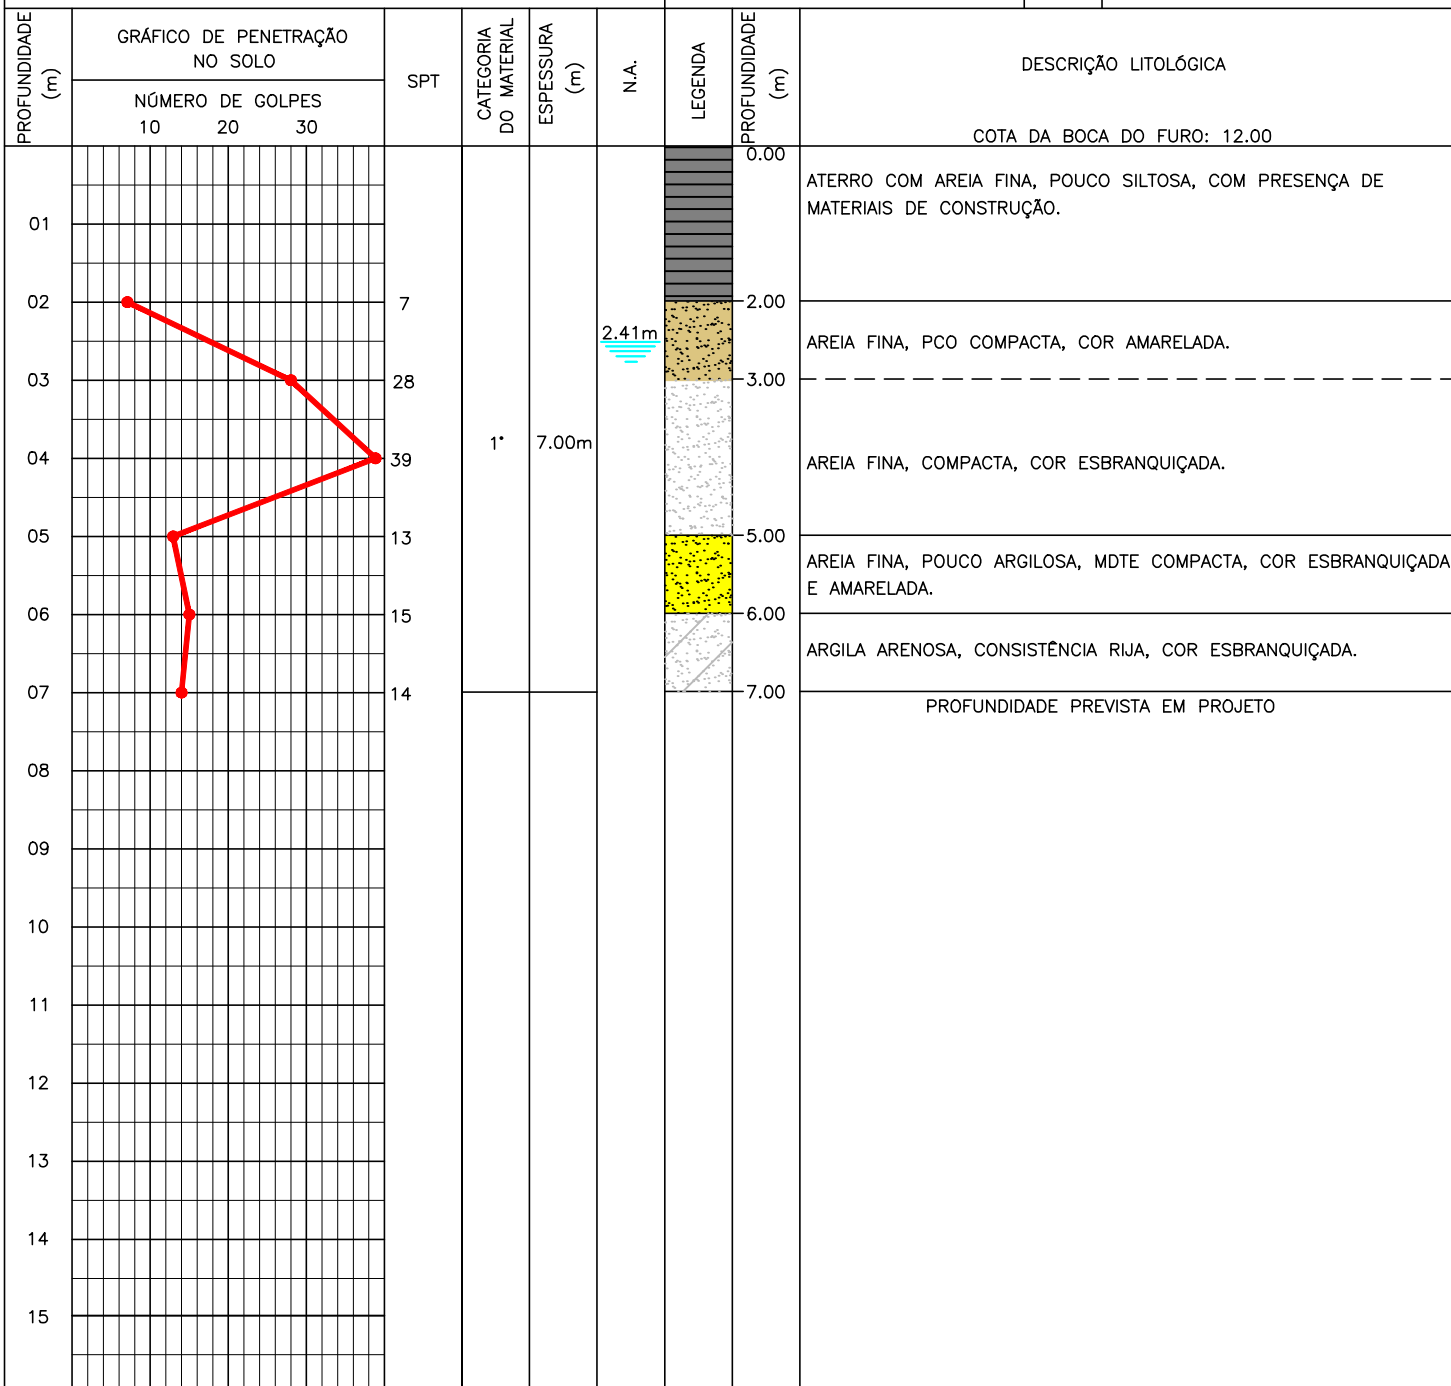 PROFUNDIDADE
(m)
GRÁFICO DE PENETRAÇÃO
NO SOLO
NÚMERO DE GOLPES
10 20 30
SPT
CATEGORIA
DO MATERIAL
ESPESSURA
(m)
N.A.
LEGENDA
PROFUNDIDADE
(m)
DESCRIÇÃO LITOLÓGICA
COTA DA BOCA DO FURO: 12.00
0.00
ATERRO COM AREIA FINA, POUCO SILTOSA, COM PRESENÇA DE
MATERIAIS DE CONSTRUÇÃO.
01
02 7 2.00
2.41m
AREIA FINA, PCO COMPACTA, COR AMARELADA.
03 28 3.00
1ª 7.00m
04 39
AREIA FINA, COMPACTA, COR ESBRANQUIÇADA.
05 13 5.00
AREIA FINA, POUCO ARGILOSA, MDTE COMPACTA, COR ESBRANQUIÇADA
E AMARELADA.
06 15 6.00
ARGILA ARENOSA, CONSISTÊNCIA RIJA, COR ESBRANQUIÇADA.
07 14 7.00
PROFUNDIDADE PREVISTA EM PROJETO
08
09
10
11
12
13
14
15